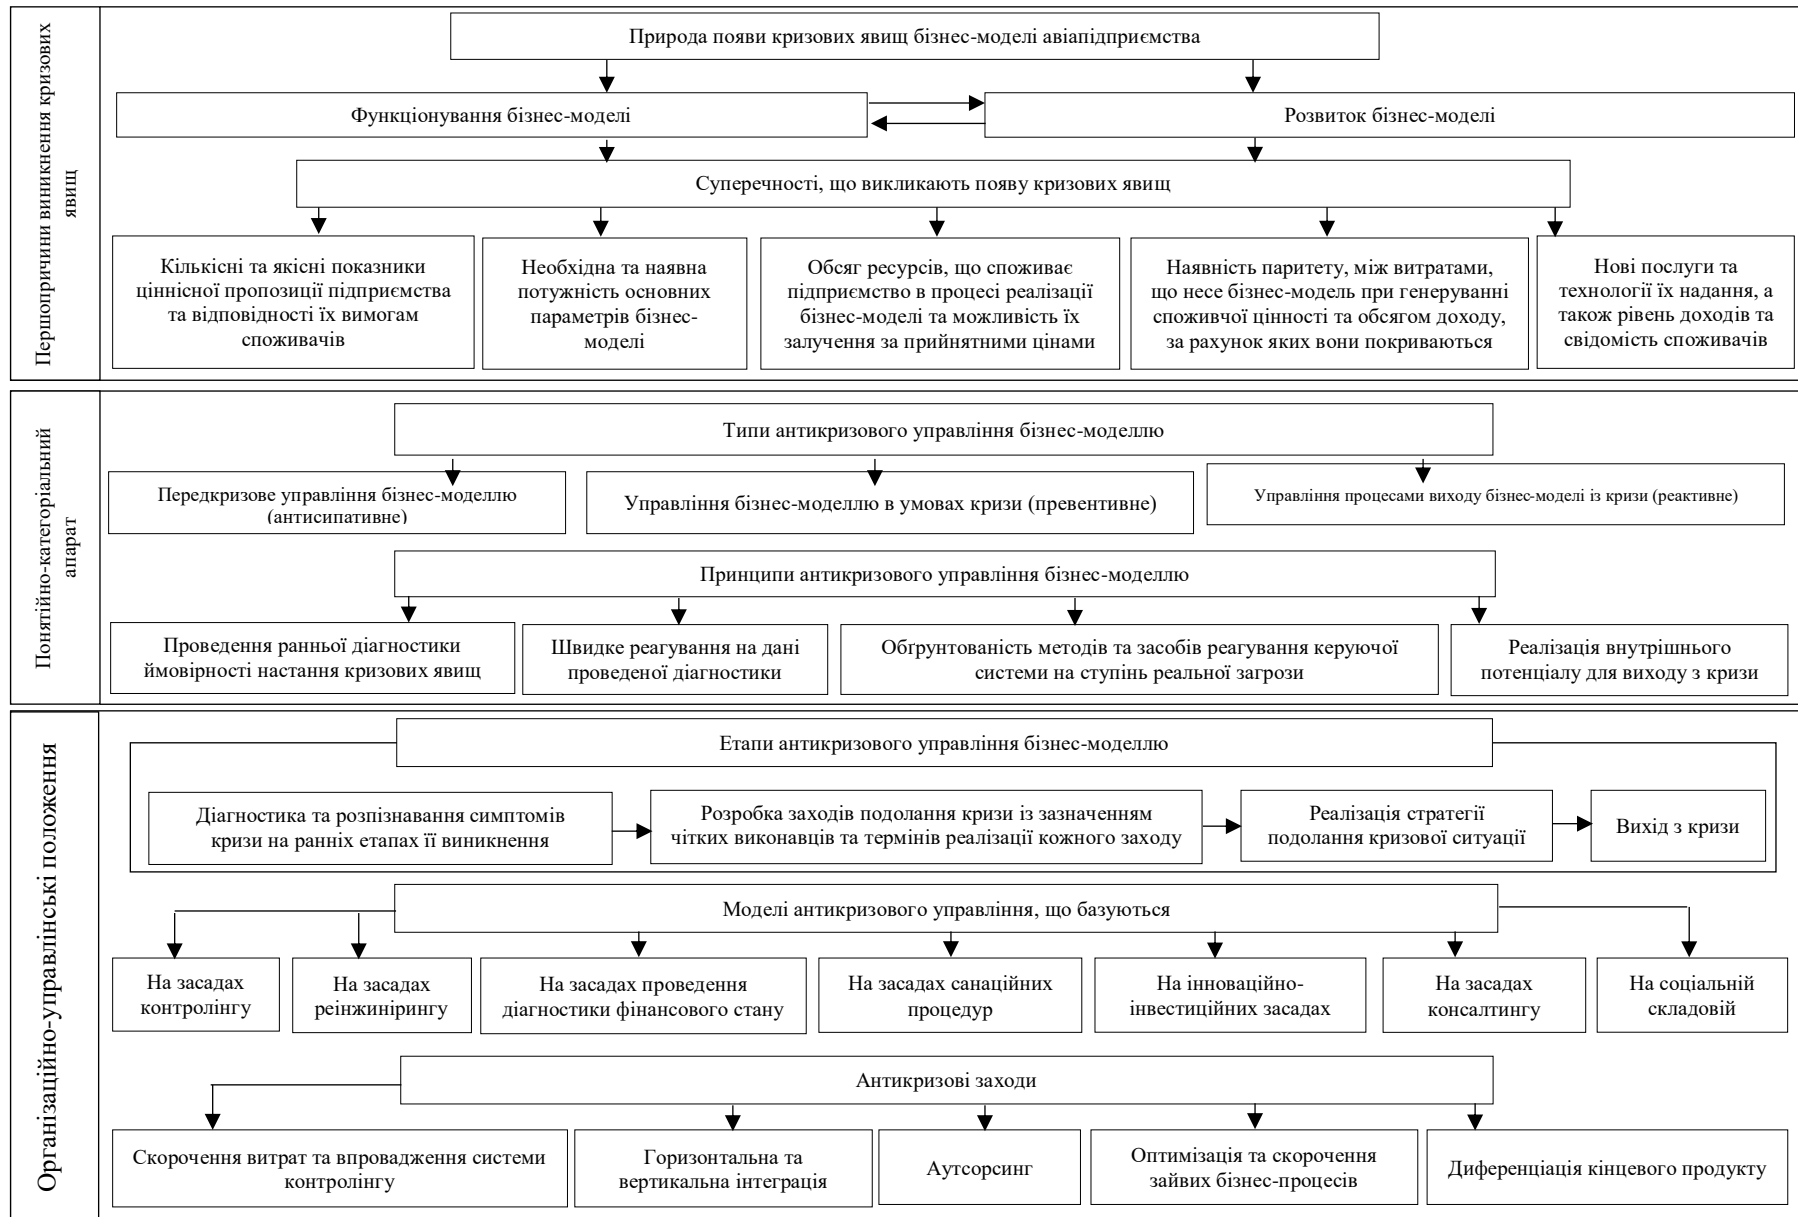 Першопричини виникнення кризових
явищ
Природа появи кризових явищ бізнес-моделі авіапідприємства
Функціонування бізнес-моделі
Розвиток бізнес-моделі
Суперечності, що викликають появу кризових явищ
Кількісні та якісні показники
ціннісної пропозиції підприємства
та відповідності їх вимогам
споживачів
Необхідна та наявна
потужність основних
параметрів бізнес-
моделі
Обсяг ресурсів, що споживає
підприємство в процесі реалізації
бізнес-моделі та можливість їх
залучення за прийнятними цінами
Наявність паритету, між витратами,
що несе бізнес-модель при генеруванні
споживчої цінності та обсягом доходу,
за рахунок яких вони покриваються
Нові послуги та
технології їх надання, а
також рівень доходів та
свідомість споживачів
Понятійно-категоріальний
апарат
Типи антикризового управління бізнес-моделлю
Передкризове управління бізнес-моделлю
(антисипативне)
Управління бізнес-моделлю в умовах кризи (превентивне)
Управління процесами виходу бізнес-моделі із кризи (реактивне)
Принципи антикризового управління бізнес-моделлю
Проведення ранньої діагностики
ймовірності настання кризових явищ
Швидке реагування на дані
проведеної діагностики
Обґрунтованість методів та засобів реагування керуючої
системи на ступінь реальної загрози
Реалізація внутрішнього
потенціалу для виходу з кризи
Організаційно-управлінські положення
Етапи антикризового управління бізнес-моделлю
Діагностика та розпізнавання симптомів
кризи на ранніх етапах її виникнення
Розробка заходів подолання кризи із зазначенням
чітких виконавців та термінів реалізації кожного заходу
Реалізація стратегії
подолання кризової ситуації
Вихід з кризи
Моделі антикризового управління, що базуються
На засадах
контролінгу
На засадах
реінжинірингу
На засадах проведення
діагностики фінансового стану
На засадах санаційних
процедур
На інноваційно-
інвестиційних засадах
На засадах
консалтингу
На соціальній
складовій
Антикризові заходи
Скорочення витрат та впровадження системи
контролінгу
Горизонтальна та
вертикальна інтеграція
Аутсорсинг
Оптимізація та скорочення
зайвих бізнес-процесів
Диференціація кінцевого продукту